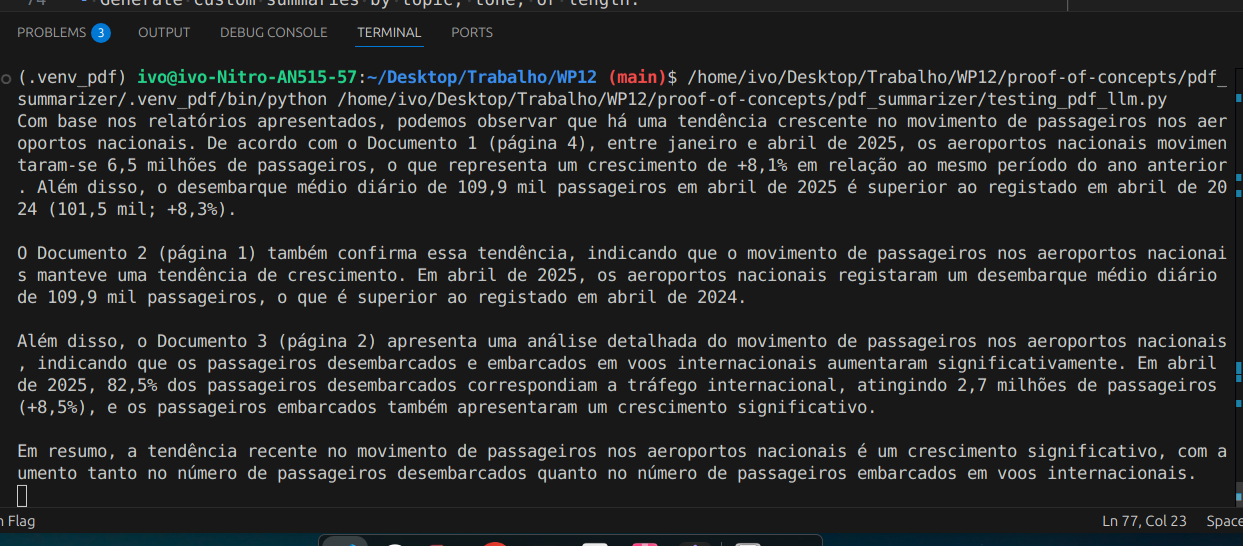 74 - Generate custom summaries by topic, tone, or length.
PROBLEMS 3 OUTPUT DEBUG CONSOLE TERMINAL PORTS
(.venv_pdf) ivo@ivo-Nitro-AN515-57:~/Desktop/Trabalho/WP12 (main)$ /home/ivo/Desktop/Trabalho/WP12/proof-of-concepts/pdf_
summarizer/.venv_pdf/bin/python /home/ivo/Desktop/Trabalho/WP12/proof-of-concepts/pdf_summarizer/testing_pdf_llm.py
Com base nos relatórios apresentados, podemos observar que há uma tendência crescente no movimento de passageiros nos aer
oportos nacionais. De acordo com o Documento 1 (página 4), entre janeiro e abril de 2025, os aeroportos nacionais movimen
taram-se 6,5 milhões de passageiros, o que representa um crescimento de +8,1% em relação ao mesmo período do ano anterior
. Além disso, o desembarque médio diário de 109,9 mil passageiros em abril de 2025 é superior ao registado em abril de 20
24 (101,5 mil; +8,3%).
O Documento 2 (página 1) também confirma essa tendência, indicando que o movimento de passageiros nos aeroportos nacionai
s manteve uma tendência de crescimento. Em abril de 2025, os aeroportos nacionais registaram um desembarque médio diário
de 109,9 mil passageiros, o que é superior ao registado em abril de 2024.
Além disso, o Documento 3 (página 2) apresenta uma análise detalhada do movimento de passageiros nos aeroportos nacionais
, indicando que os passageiros desembarcados e embarcados em voos internacionais aumentaram significativamente. Em abril
de 2025, 82,5% dos passageiros desembarcados correspondiam a tráfego internacional, atingindo 2,7 milhões de passageiros
(+8,5%), e os passageiros embarcados também apresentaram um crescimento significativo.
Em resumo, a tendência recente no movimento de passageiros nos aeroportos nacionais é um crescimento significativo, com a
umento tanto no número de passageiros desembarcados quanto no número de passageiros embarcados em voos internacionais.
n Flag Ln 77, Col 23 Space